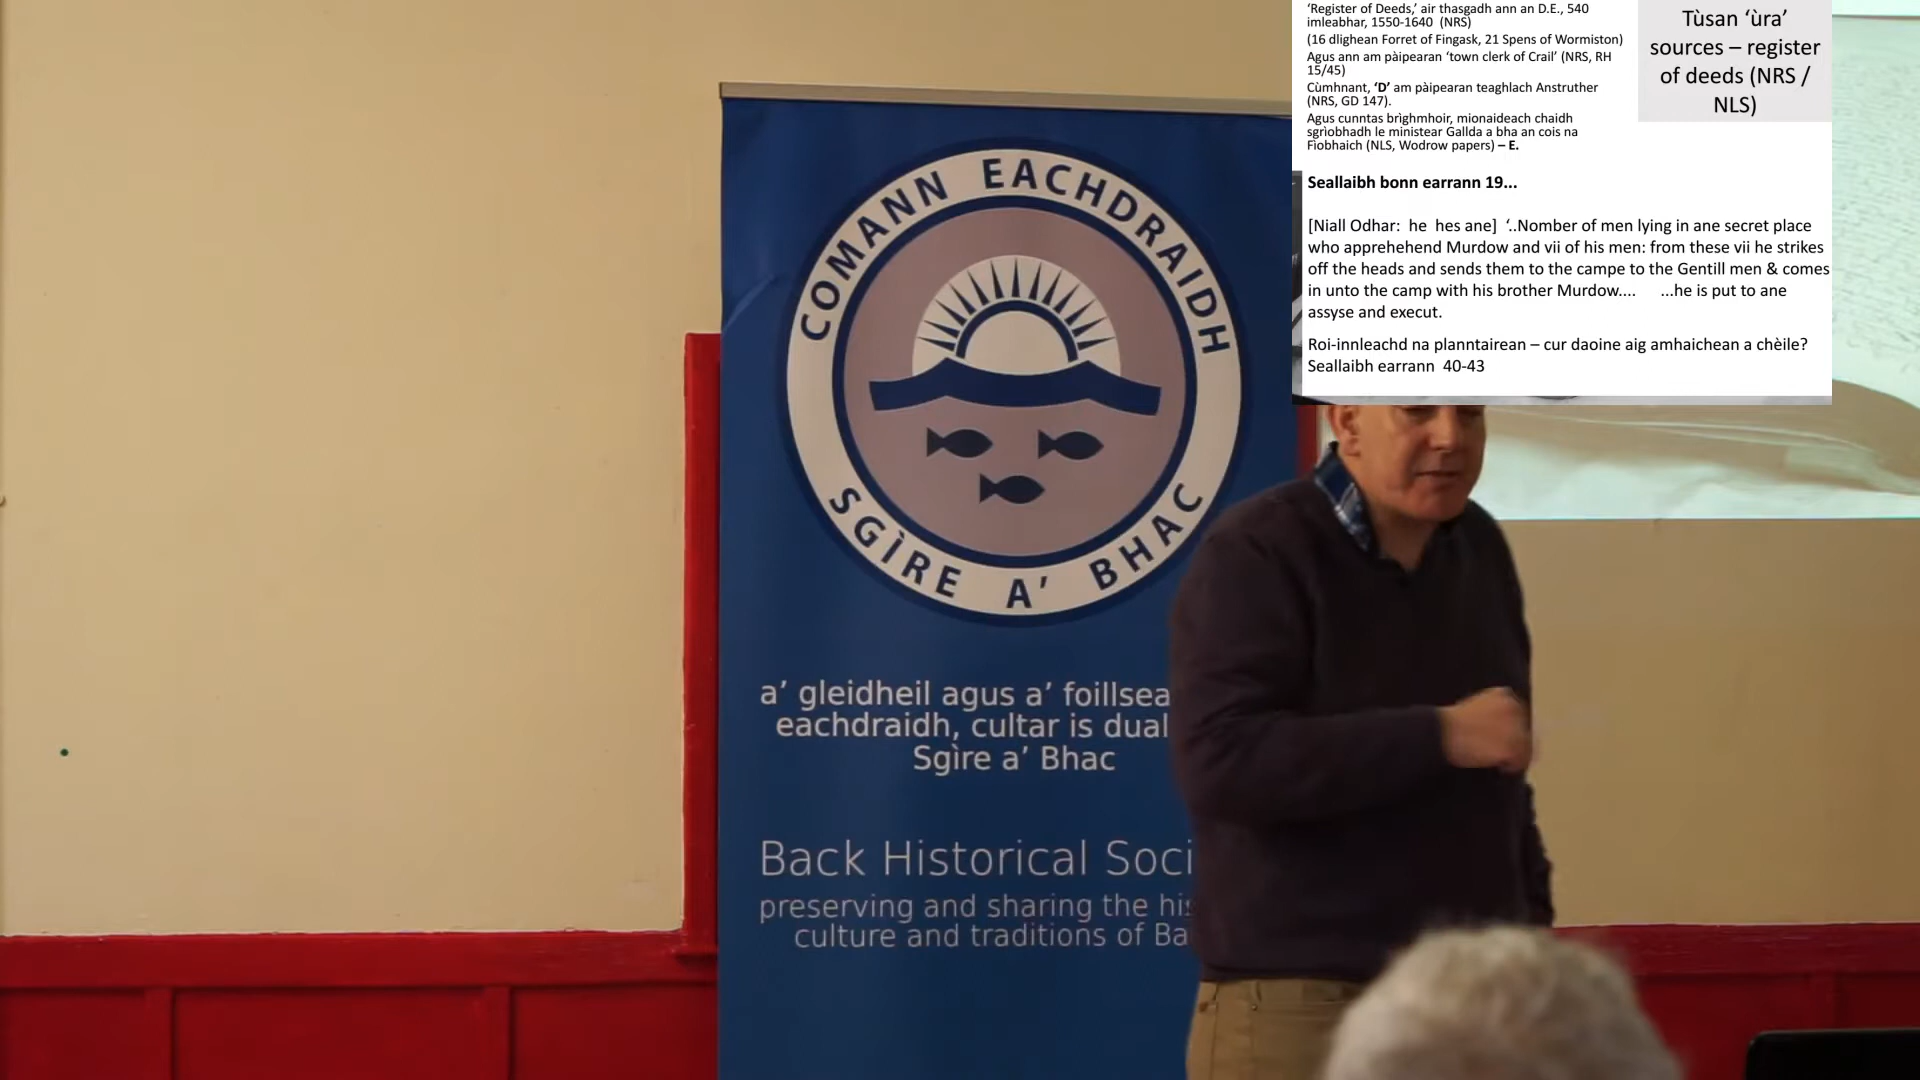 ‘Register of Deeds,’ air thasgadh ann an D.E., 540
imleabhar, 1550-1640 (NRS)
(16 dlighean Forret of Fingask, 21 Spens of Wormiston)
Agus ann am pàipearan ‘town clerk of Crail’ (NRS, RH
15/45)
Cùmhnant, ‘D’ am pàipearan teaghlach Anstruther
(NRS, GD 147).
Agus cunntas brìghmhoir, mionaideach chaidh
sgrìobhadh le ministear Gallda a bha an cois na
Fìobhaich (NLS, Wodrow papers) – E.
Seallaibh bonn earrann 19...
[Niall Odhar: he hes ane] ‘..Nomber of men lying in ane secret place
who apprehehend Murdow and vii of his men: from these vii he strikes
off the heads and sends them to the campe to the Gentill men & comes
in unto the camp with his brother Murdow.... ...he is put to ane
assyse and execut.
Roi-innleachd na planntairean – cur daoine aig amhaichean a chèile?
Seallaibh earrann 40-43
Tùsan ‘ùra’
sources – register
of deeds (NRS /
NLS)
COMANN EACHDRAIDH
SGÌRE A’ BHAC
a’ gleidheil agus a’ foillsea
eachdraidh, cultar is dual
Sgìre a’ Bhac
Back Historical Soci
preserving and sharing the his
culture and traditions of Ba